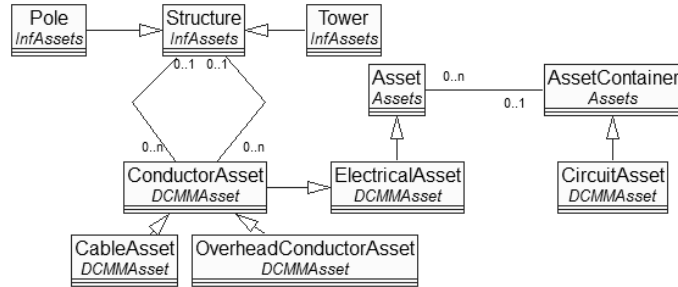 Pole
InfAssets
Structure
InfAssets
Tower
InfAssets
0..1 0..1
Asset
Assets
0..n
0..1
AssetContainer
Assets
0..n 0..n
ConductorAsset
DCMMAsset
ElectricalAsset
DCMMAsset
CircuitAsset
DCMMAsset
CableAsset
DCMMAsset
OverheadConductorAsset
DCMMAsset